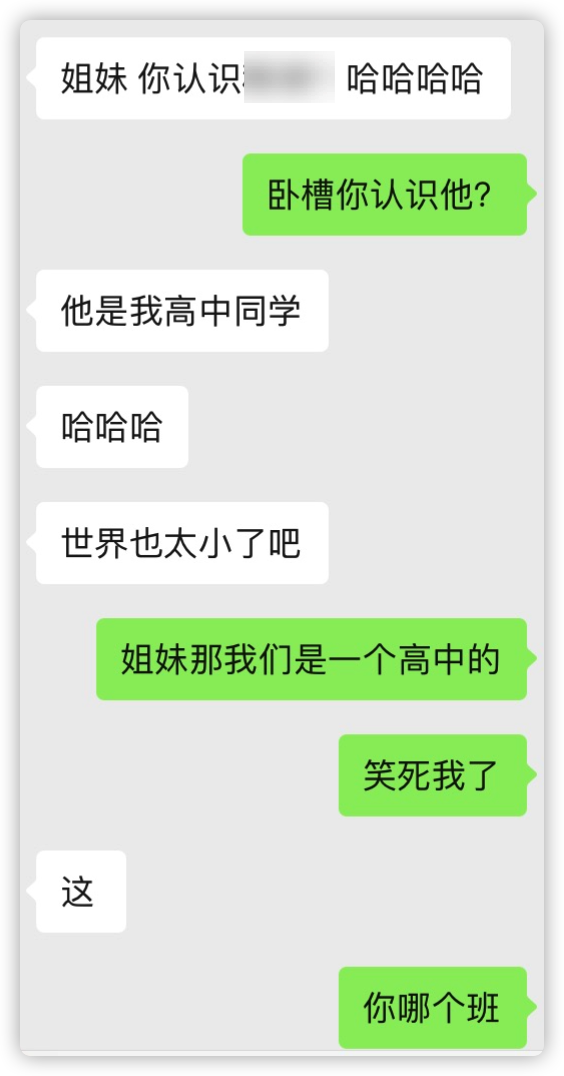 姐妹 你认识 哈哈哈哈
卧槽你认识他?
他是我高中同学
哈哈哈
世界也太小了吧
姐妹那我们是一个高中的
笑死我了
这
你哪个班